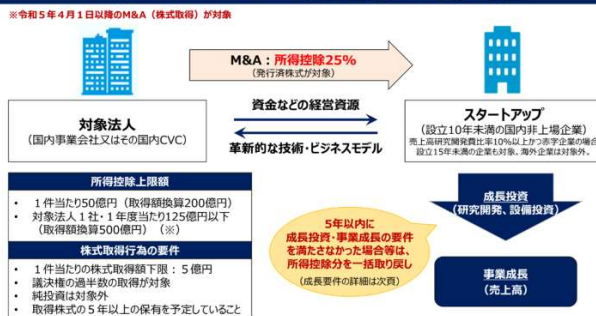 ※令和５年４月１日以降のM&A（株式取得）が対象
M&A：所得控除25%
（発行済株式が対象）
対象法人
（国内事業会社又はその国内CVC）
資金などの経営資源
革新的な技術・ビジネスモデル
スタートアップ
（設立10年未満の国内非上場企業）
売上高研究開発費比率10%以上かつ赤字企業の場合
設立15年未満の企業も対象。海外企業は対象外。
所得控除上限額
・ １件当たり50億円（取得額換算200億円）
・ 対象法人１社・１年度当たり125億円以下
（取得額換算500億円）（※）
株式取得行為の要件
・ １件当たりの株式取得額下限：５億円
・ 議決権の過半数の取得が対象
・ 純投資は対象外
・ 取得株式の５年以上の保有を予定していること
5年以内に
成長投資・事業成長の要件
を満たさなかった場合等は、
所得控除分を一括取り戻し
（成長要件の詳細は次頁）
成長投資
（研究開発、設備投資）
事業成長
（売上高）